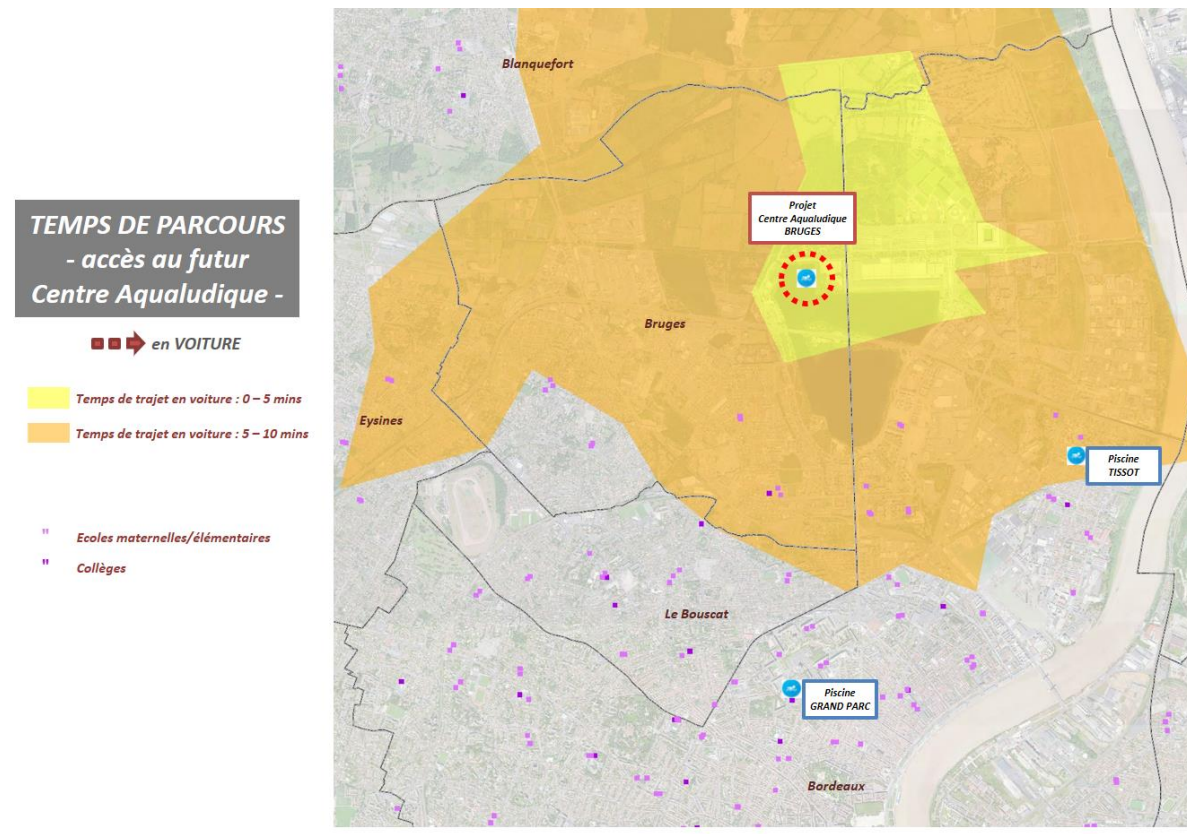 TEMPS DE PARCOURS
- accès au futur
Centre Aqualudique -
en VOITURE
Temps de trajet en voiture : 0 – 5 mins
Temps de trajet en voiture : 5 – 10 mins
" Ecoles maternelles/élémentaires
" Collèges
Blanquefort
Projet
Centre Aqualudique
BRUGES
Bruges
Eysines
Piscine
TISSOT
Le Bouscat
Piscine
GRAND PARC
Bordeaux